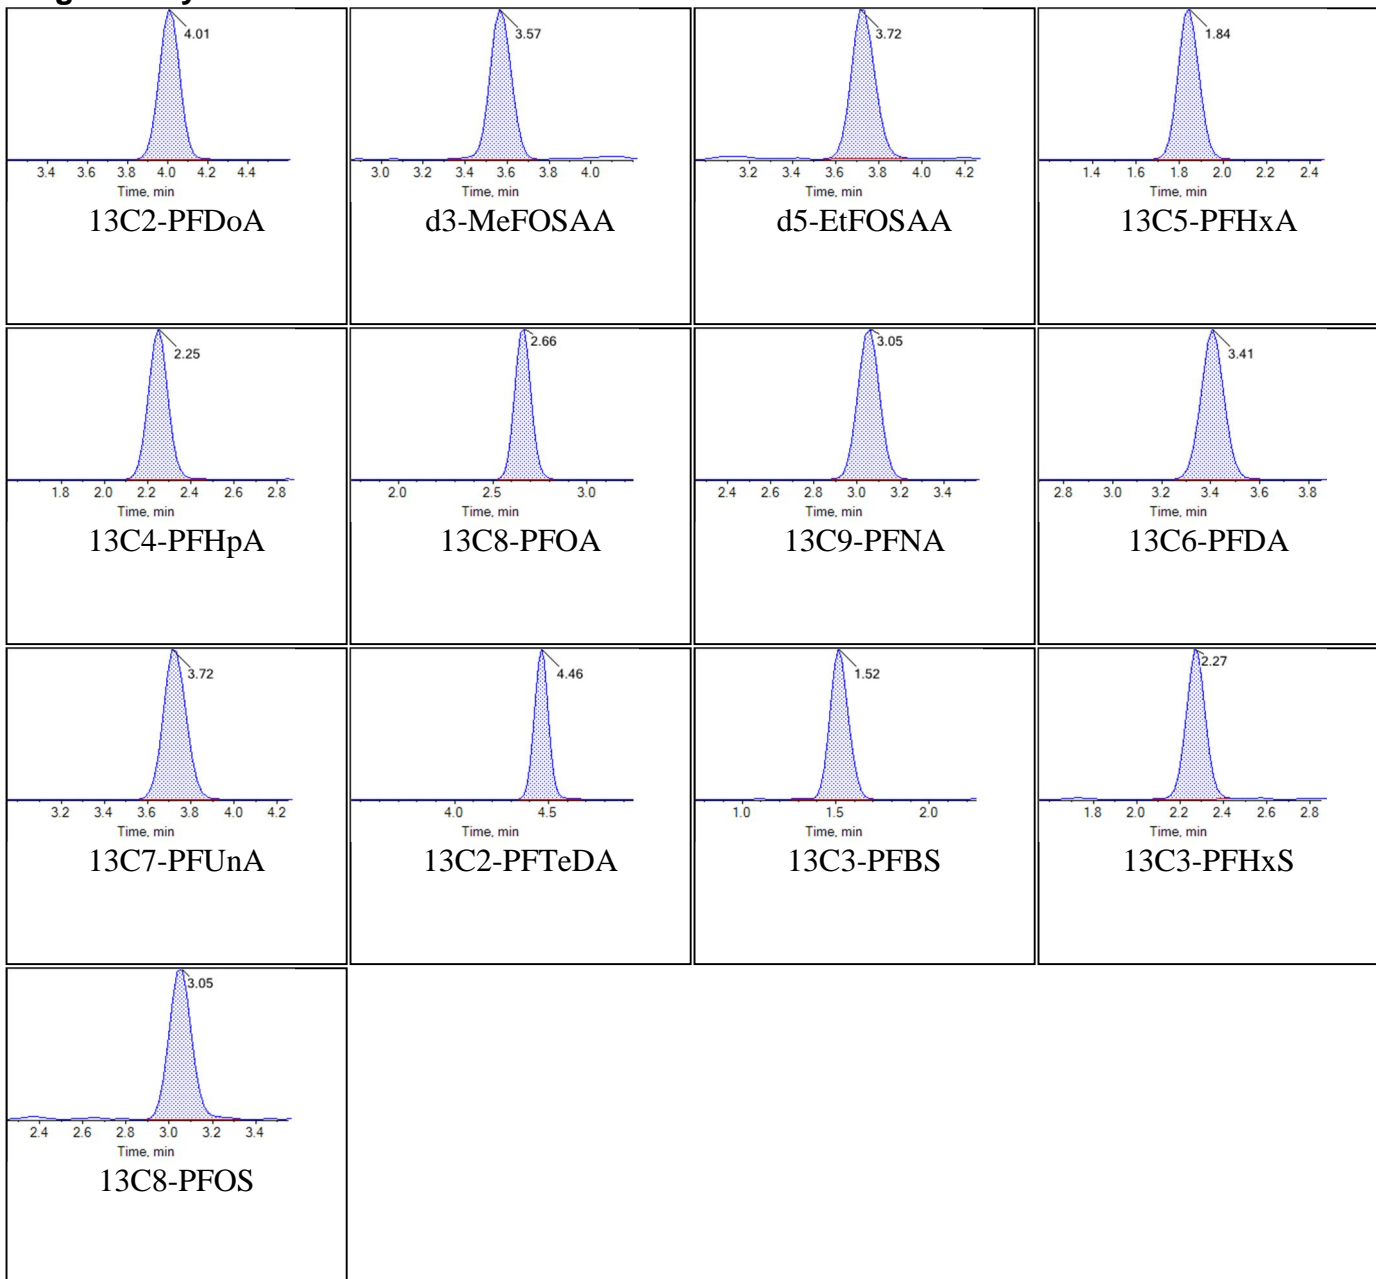 4.01
3.4 3.6 3.8 4.0 4.2 4.4
Time, min
13C2-PFDoA
3.57
3.0 3.2 3.4 3.6 3.8 4.0
Time, min
d3-MeFOSAA
3.72
3.2 3.4 3.6 3.8 4.0 4.2
Time, min
d5-EtFOSAA
1.84
1.4 1.6 1.8 2.0 2.2 2.4
Time, min
13C5-PFHxA
2.25
1.8 2.0 2.2 2.4 2.6 2.8
Time, min
13C4-PFHpA
2.66
2.0 2.5 3.0
Time, min
13C8-PFOA
3.05
2.4 2.6 2.8 3.0 3.2 3.4
Time, min
13C9-PFNA
3.41
2.8 3.0 3.2 3.4 3.6 3.8
Time, min
13C6-PFDA
3.72
3.2 3.4 3.6 3.8 4.0 4.2
Time, min
13C7-PFUnA
4.46
4.0 4.5
Time, min
13C2-PFTeDA
1.52
1.0 1.5 2.0
Time, min
13C3-PFBS
2.27
1.8 2.0 2.2 2.4 2.6 2.8
Time, min
13C3-PFHxS
3.05
2.4 2.6 2.8 3.0 3.2 3.4
Time, min
13C8-PFOS